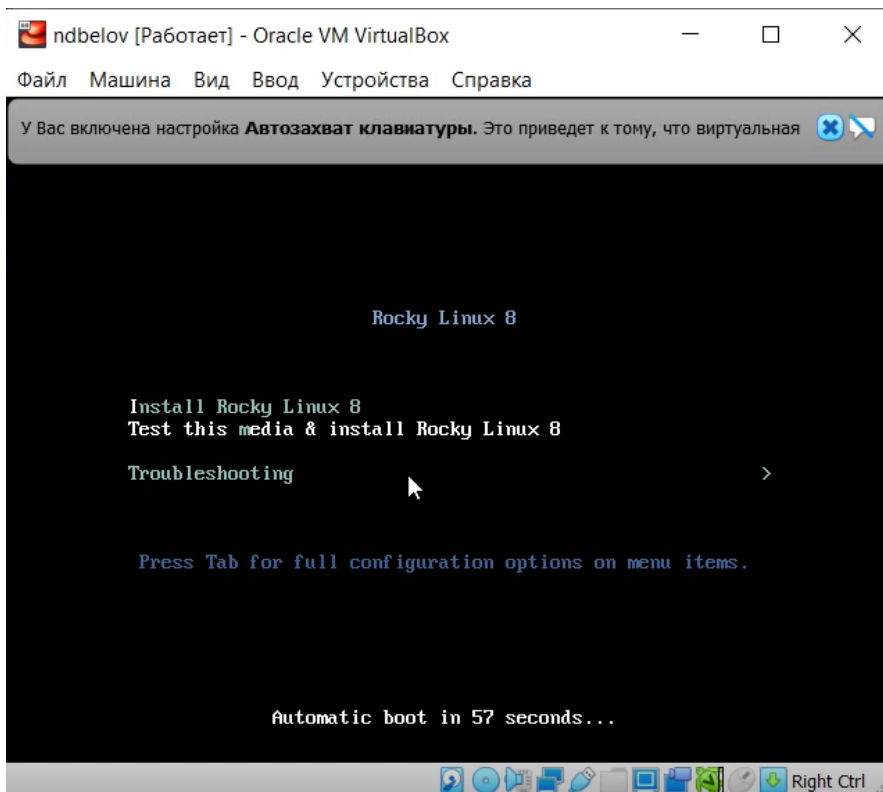 ndbelov [Работает] - Oracle VM VirtualBox
Файл Машина Вид Ввод Устройства Справка
У Вас включена настройка Автозахват клавиатуры. Это приведет к тому, что виртуальная
Rocky Linux 8
Install Rocky Linux 8
Test this media & install Rocky Linux 8
Troubleshooting >
Press Tab for full configuration options on menu items.
Automatic boot in 57 seconds...
Right Ctrl